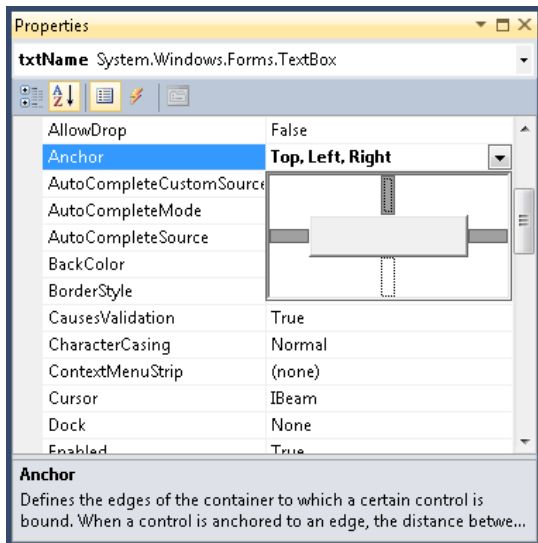 Properties
txtName System.Windows.Forms.TextBox
A
Z
AllowDrop False
Anchor Top, Left, Right
AutoCompleteCustomSource
AutoCompleteMode
AutoCompleteSource
BackColor
BorderStyle
CausesValidation True
CharacterCasing Normal
ContextMenuStrip (none)
Cursor IBeam
Dock None
Enabled True
Anchor
Defines the edges of the container to which a certain control is
bound. When a control is anchored to an edge, the distance betwe...